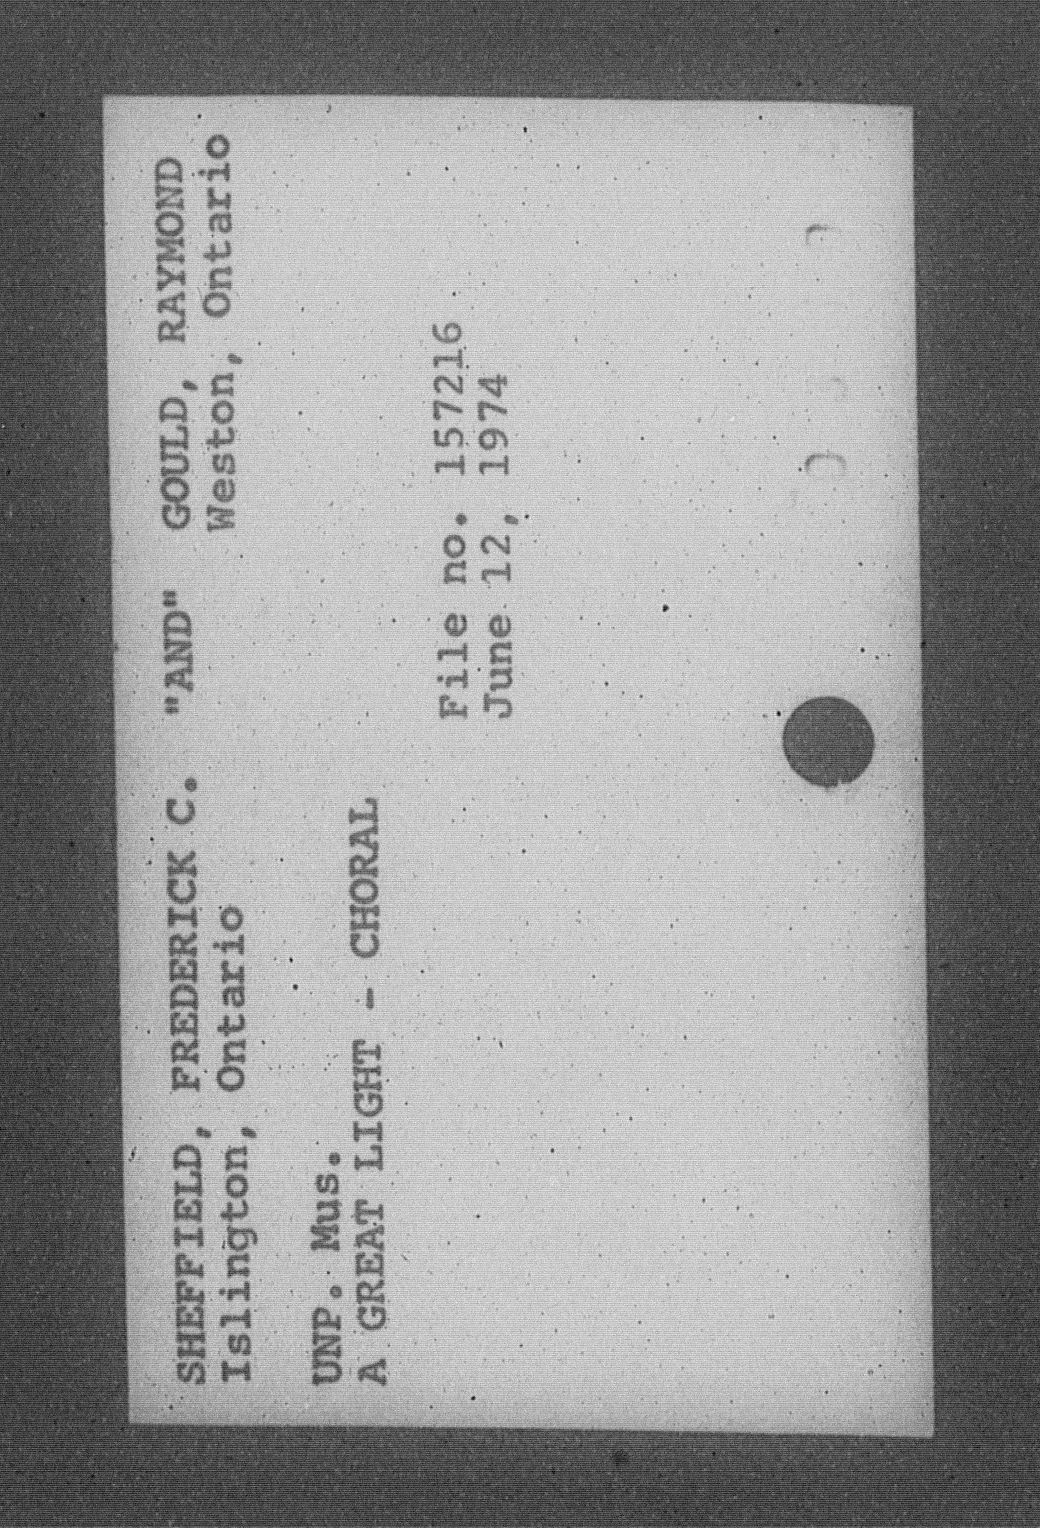 SHEFFIELD, FREDERICK C. "AND" GOULD, RAYMOND
Islington, Ontario Weston, Ontario
UNP. Mus.
A GREAT LIGHT - CHORAL
File no. 157216
June 12, 1974